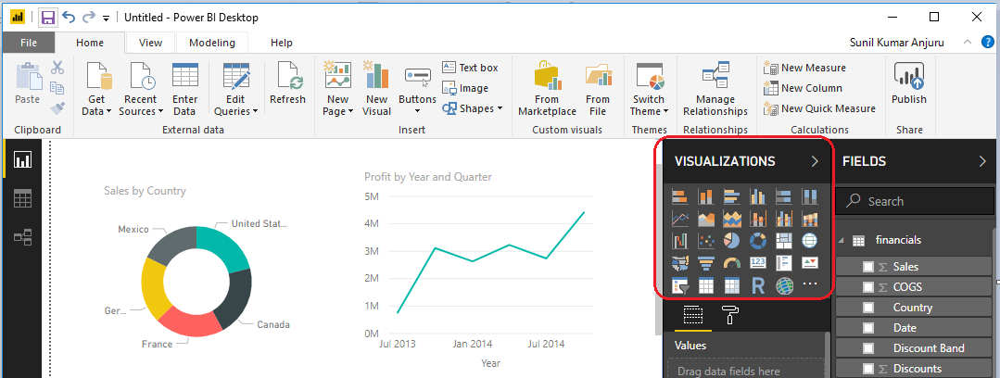 Untitled - Power BI Desktop
File Home View Modeling Help Sunil Kumar Anjuru
Paste
Get Data
Recent Sources
Enter Data
Edit Queries
Refresh
New Page
New Visual
Buttons
Text box
Image
Shapes
From Marketplace
From File
Switch Theme
Manage Relationships
New Measure
New Column
New Quick Measure
Publish
Clipboard External data Insert Custom visuals Themes Relationships Calculations Share
Sales by Country
United Stat...
Mexico
Ger...
France
Canada
Profit by Year and Quarter
5M
4M
3M
2M
1M
0M
Jul 2013 Jan 2014 Jul 2014
Year
VISUALIZATIONS
123
R
...
Values
Drag data fields here
FIELDS
Search
financials
Σ Sales
Σ COGS
Country
Date
Discount Band
Σ Discounts